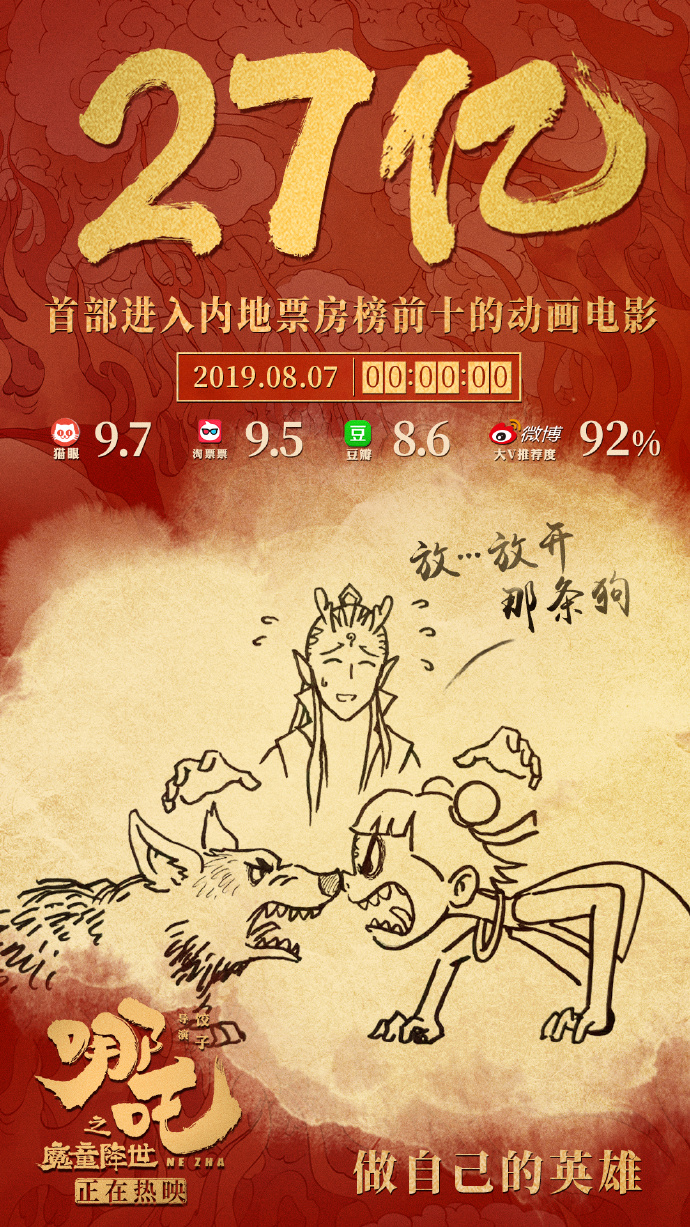 27亿
首部进入内地票房榜前十的动画电影
2019.08.07 00:00:00
猫眼 9.7 淘票票 9.5 豆 豆瓣 8.6 微博 大V推荐度 92%
放…放开
那条狗
导演 饺子
哪吒
之
魔童降世 NE ZHA
正在热映
做自己的英雄